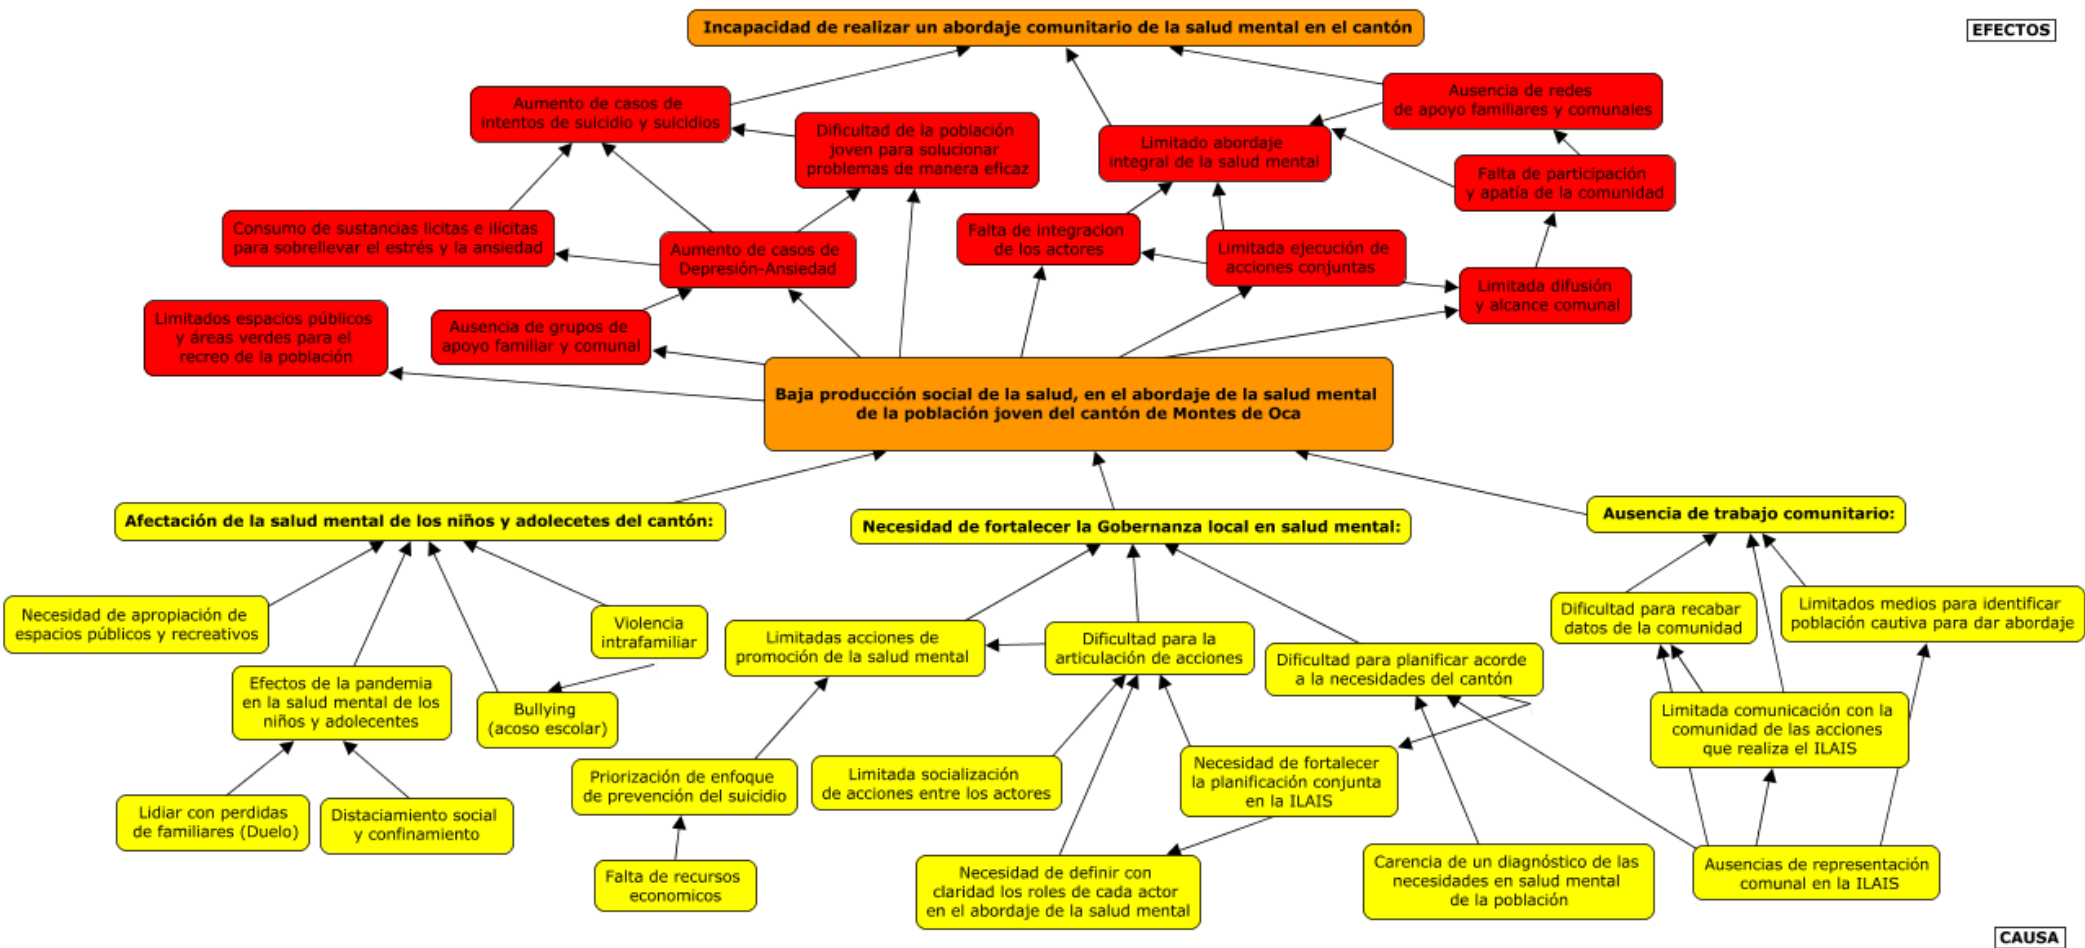 Incapacidad de realizar un abordaje comunitario de la salud mental en el cantón
EFECTOS
Aumento de casos de
intentos de suicidio y suicidios
Dificultad de la población
joven para solucionar
problemas de manera eficaz
Limitado abordaje
integral de la salud mental
Ausencia de redes
de apoyo familiares y comunales
Falta de participación
y apatía de la comunidad
Consumo de sustancias licitas e ilícitas
para sobrellevar el estrés y la ansiedad
Aumento de casos de
Depresión-Ansiedad
Falta de integracion
de los actores
Limitada ejecución de
acciones conjuntas
Limitada difusión
y alcance comunal
Limitados espacios públicos
y áreas verdes para el
recreo de la población
Ausencia de grupos de
apoyo familiar y comunal
Baja producción social de la salud, en el abordaje de la salud mental
de la población joven del cantón de Montes de Oca
Afectación de la salud mental de los niños y adolecetes del cantón:
Necesidad de fortalecer la Gobernanza local en salud mental:
Ausencia de trabajo comunitario:
Necesidad de apropiación de
espacios públicos y recreativos
Violencia
intrafamiliar
Efectos de la pandemia
en la salud mental de los
niños y adolecentes
Bullying
(acoso escolar)
Lidiar con perdidas
de familiares (Duelo)
Distaciamiento social
y confinamiento
Limitadas acciones de
promoción de la salud mental
Dificultad para la
articulación de acciones
Dificultad para planificar acorde
a la necesidades del cantón
Priorización de enfoque
de prevención del suicidio
Limitada socialización
de acciones entre los actores
Necesidad de fortalecer
la planificación conjunta
en la ILAIS
Falta de recursos
economicos
Necesidad de definir con
claridad los roles de cada actor
en el abordaje de la salud mental
Carencia de un diagnóstico de las
necesidades en salud mental
de la población
Dificultad para recabar
datos de la comunidad
Limitados medios para identificar
población cautiva para dar abordaje
Limitada comunicación con la
comunidad de las acciones
que realiza el ILAIS
Ausencias de representación
comunal en la ILAIS
CAUSA